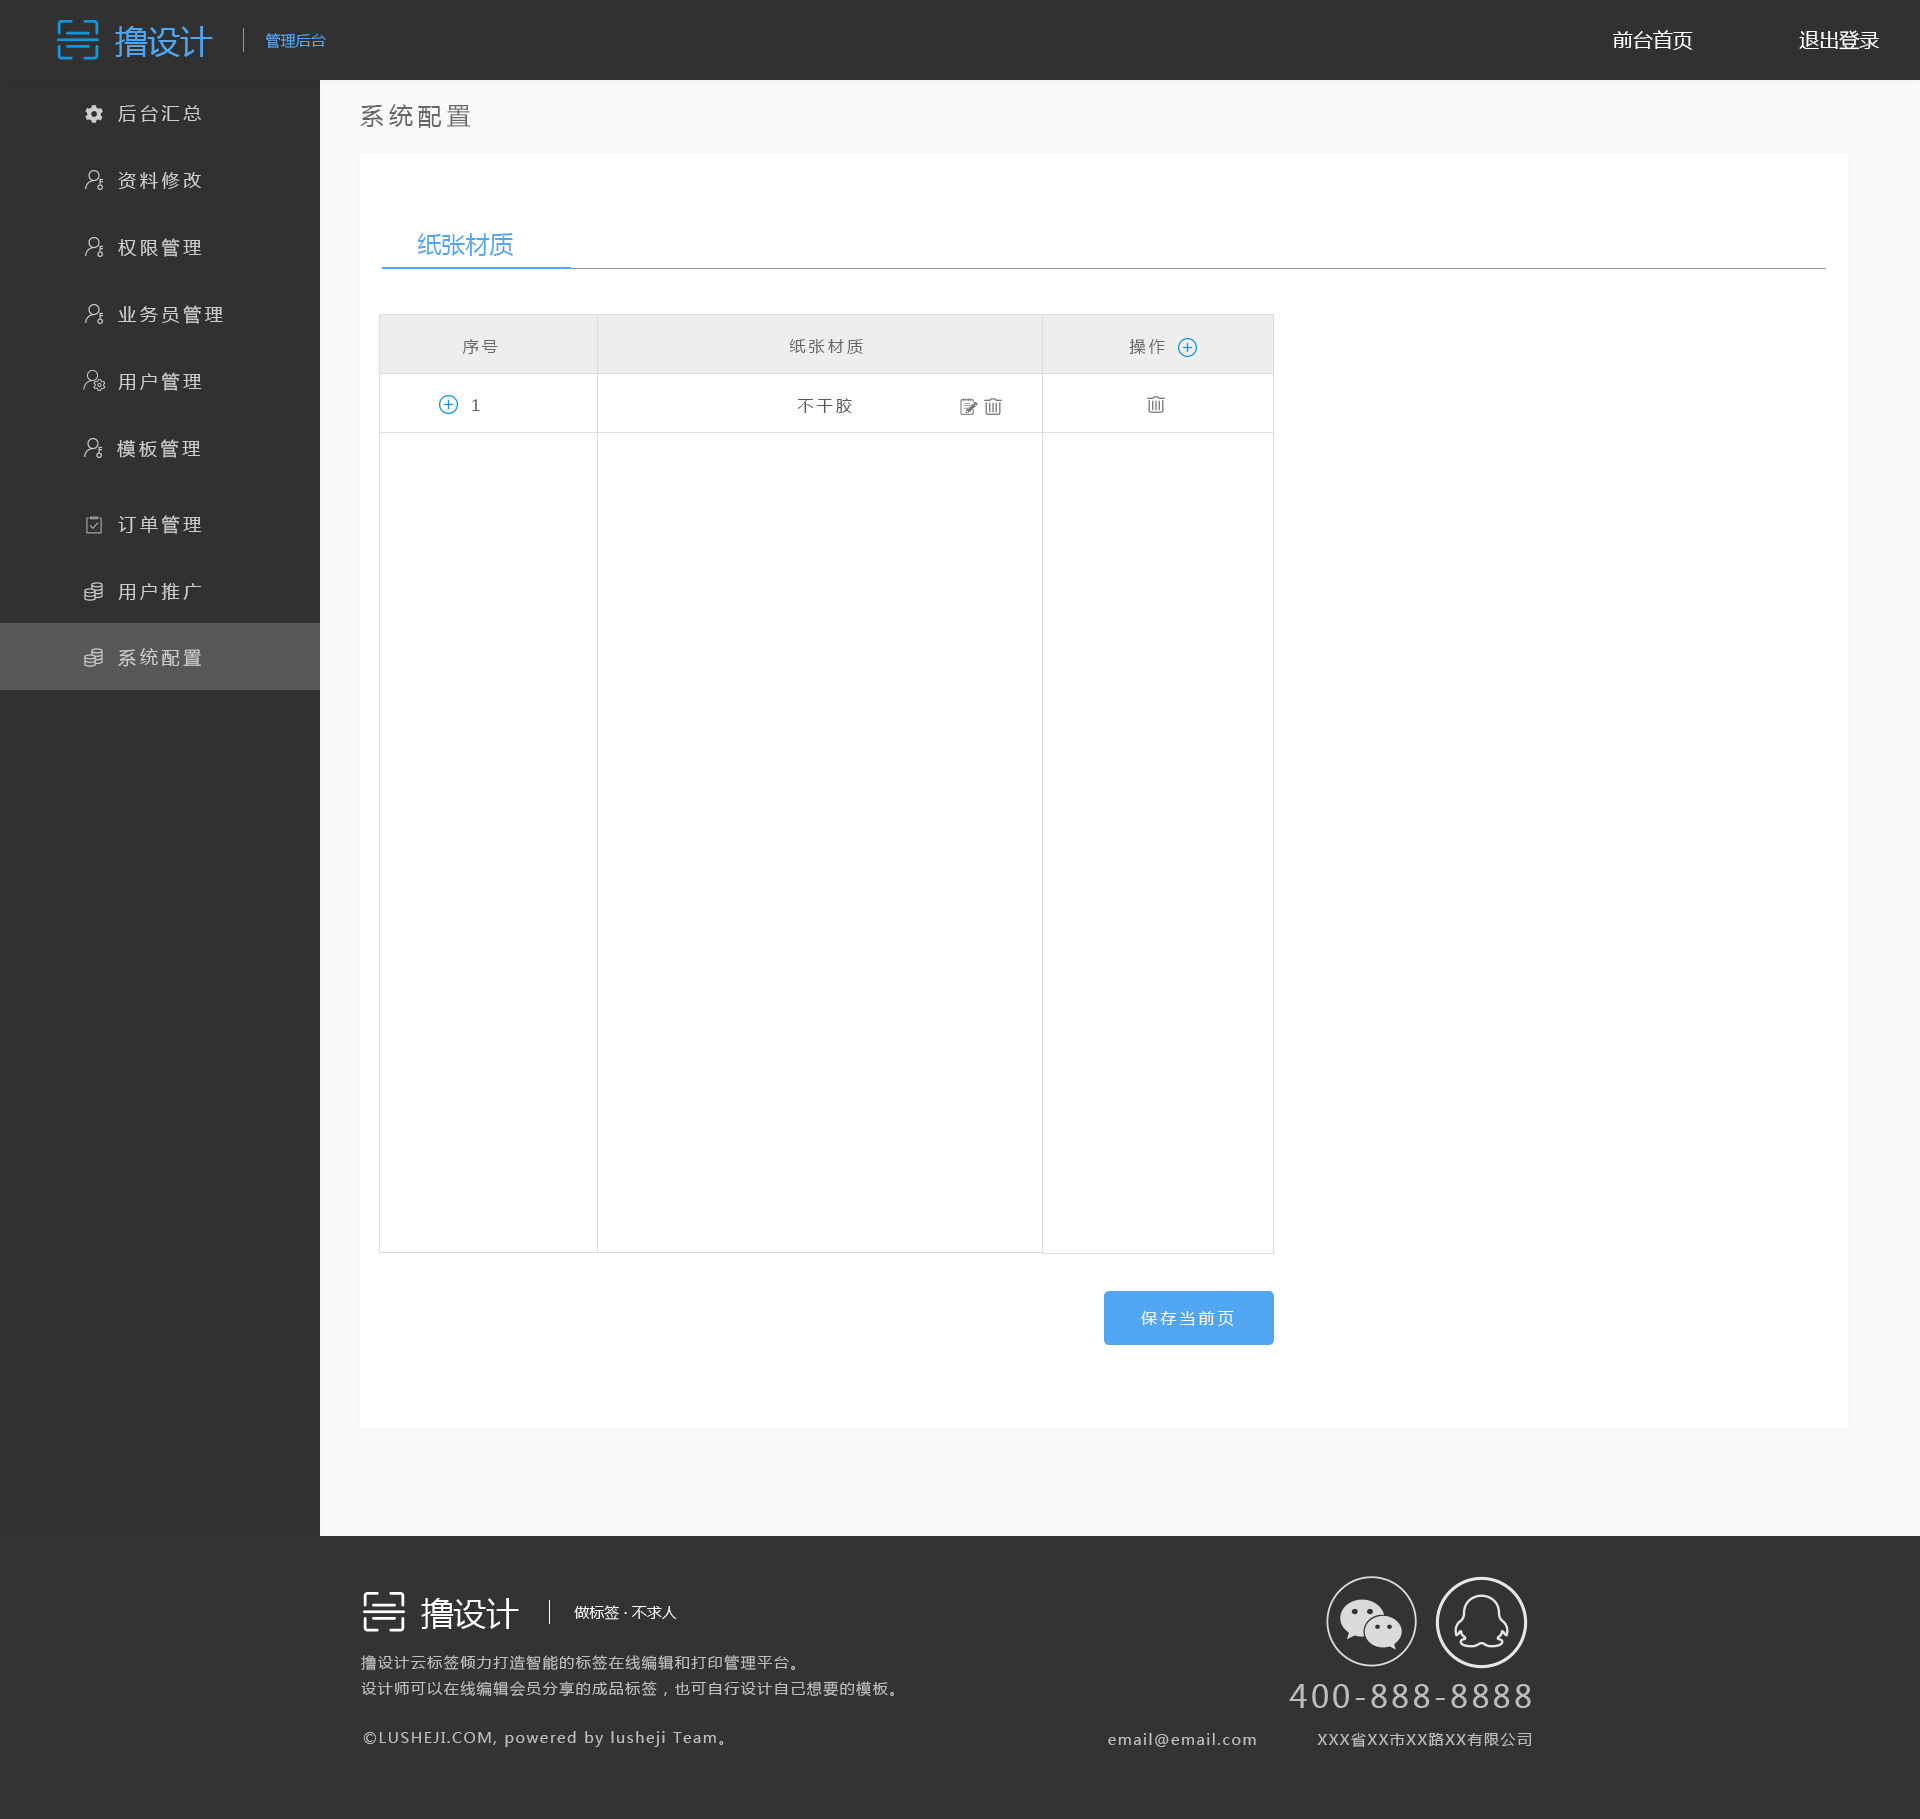 撸设计
管理后台
前台首页
退出登录
后台汇总
资料修改
权限管理
业务员管理
用户管理
模板管理
订单管理
用户推广
系统配置
系统配置
纸张材质
序号 纸张材质 操作
1 不干胶
保存当前页
撸设计
做标签 · 不求人
撸设计云标签倾力打造智能的标签在线编辑和打印管理平台。
设计师可以在线编辑会员分享的成品标签，也可自行设计自己想要的模板。
©LUSHEJI.COM, powered by lusheji Team。
400-888-8888
email@email.com
XXX省XX市XX路XX有限公司